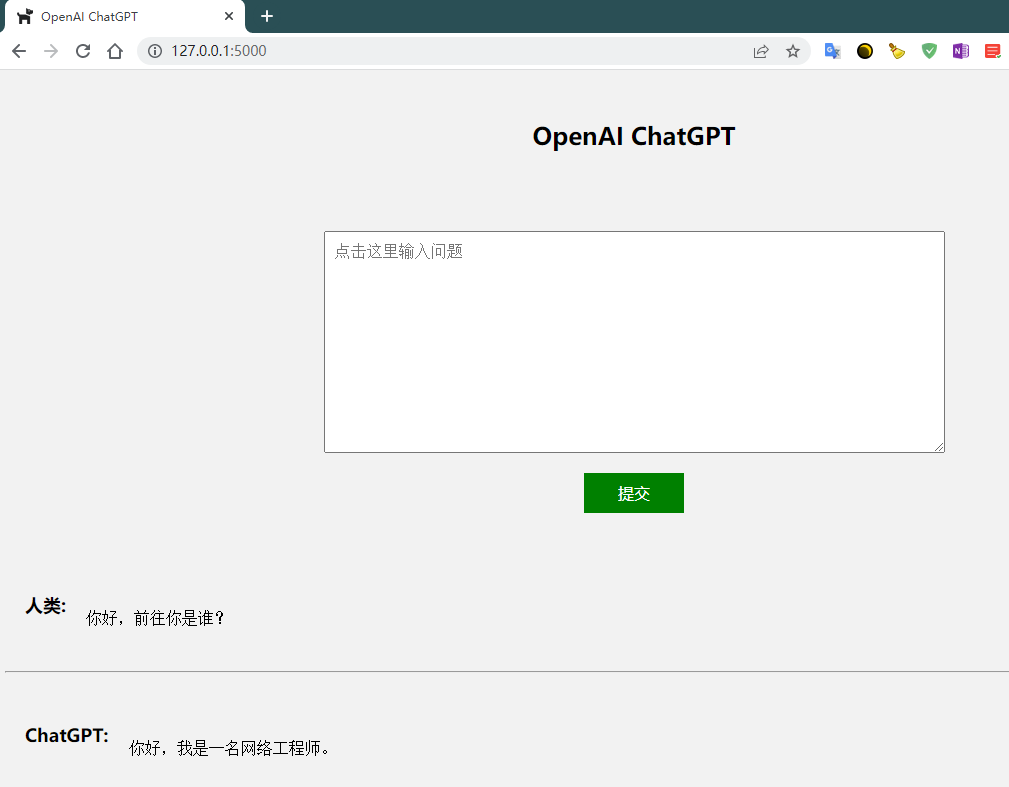 OpenAI ChatGPT
127.0.0.1:5000
OpenAI ChatGPT
点击这里输入问题
提交
人类:
你好，前往你是谁？
ChatGPT:
你好，我是一名网络工程师。